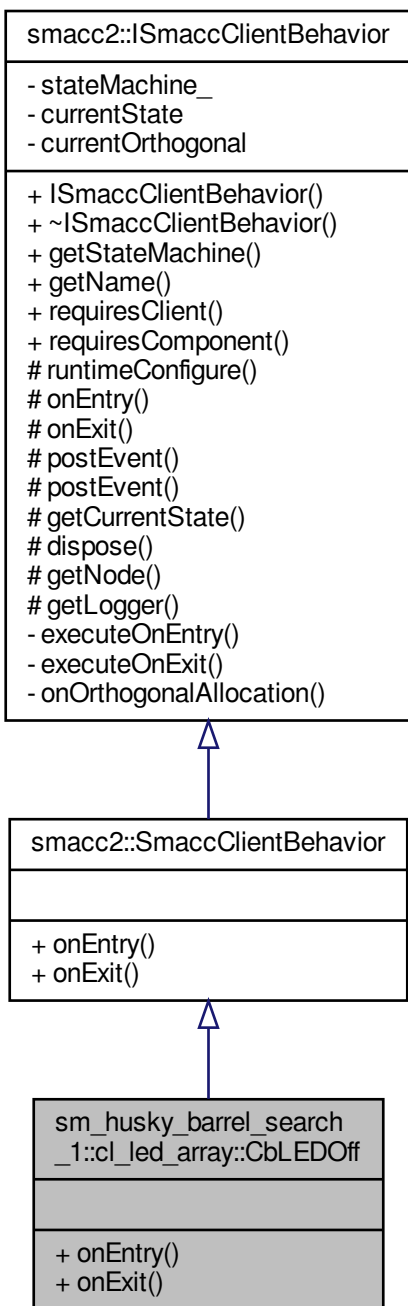 smacc2::ISmaccClientBehavior
- stateMachine_
- currentState
- currentOrthogonal
+ ISmaccClientBehavior()
+ ~ISmaccClientBehavior()
+ getStateMachine()
+ getName()
+ requiresClient()
+ requiresComponent()
# runtimeConfigure()
# onEntry()
# onExit()
# postEvent()
# postEvent()
# getCurrentState()
# dispose()
# getNode()
# getLogger()
- executeOnEntry()
- executeOnExit()
- onOrthogonalAllocation()
smacc2::SmaccClientBehavior
+ onEntry()
+ onExit()
sm_husky_barrel_search
_1::cl_led_array::CbLEDOff
+ onEntry()
+ onExit()